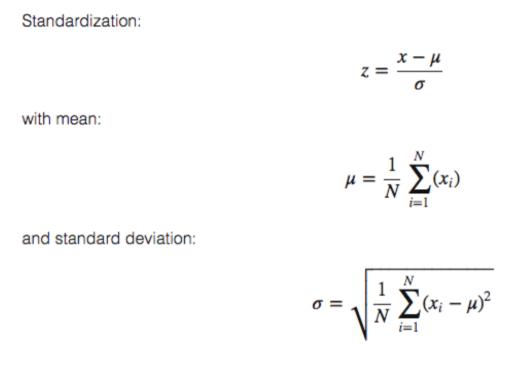 Standardization:
z = (x − μ) / σ
with mean:
μ = (1/N) ∑_{i=1}^{N} (x_i)
and standard deviation:
σ = √( (1/N) ∑_{i=1}^{N} (x_i − μ)² )